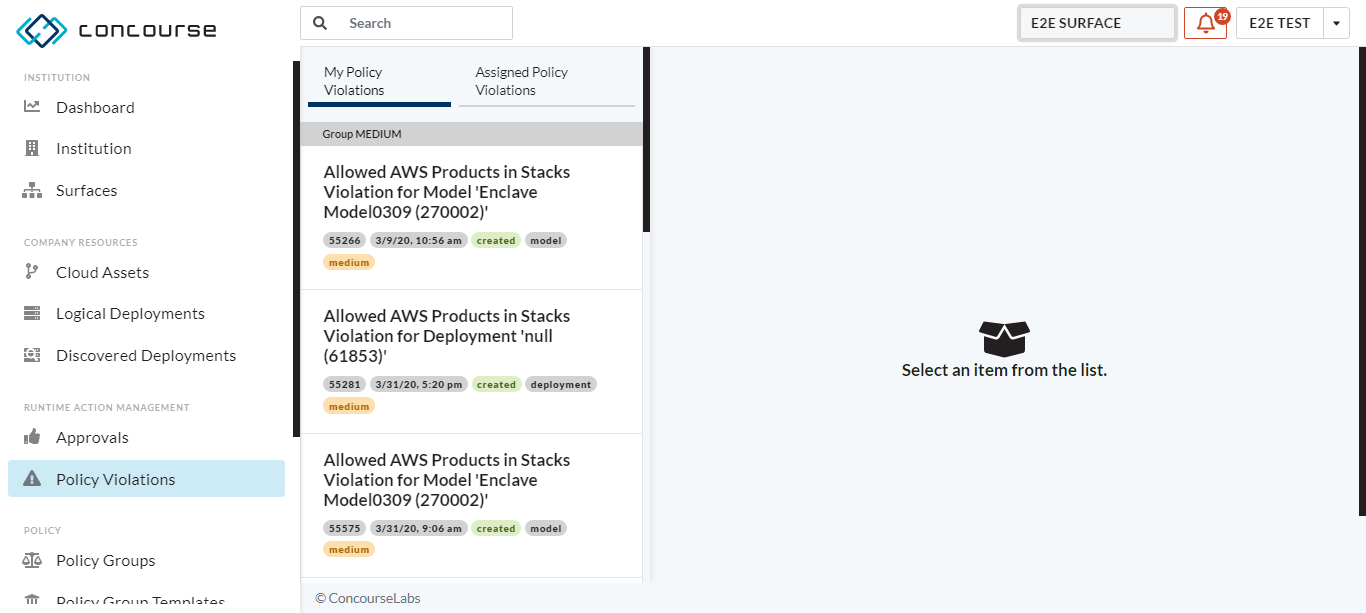 concourse
Search
E2E SURFACE
19
E2E TEST
INSTITUTION
Dashboard
Institution
Surfaces
COMPANY RESOURCES
Cloud Assets
Logical Deployments
Discovered Deployments
RUNTIME ACTION MANAGEMENT
Approvals
Policy Violations
POLICY
Policy Groups
Policy Group Templates
My Policy
Violations
Assigned Policy
Violations
Group MEDIUM
Allowed AWS Products in Stacks
Violation for Model 'Enclave
Model0309 (270002)'
55266 3/9/20, 10:56 am created model
medium
Allowed AWS Products in Stacks
Violation for Deployment 'null
(61853)'
55281 3/31/20, 5:20 pm created deployment
medium
Allowed AWS Products in Stacks
Violation for Model 'Enclave
Model0309 (270002)'
55575 3/31/20, 9:06 am created model
medium
© ConcourseLabs
Select an item from the list.